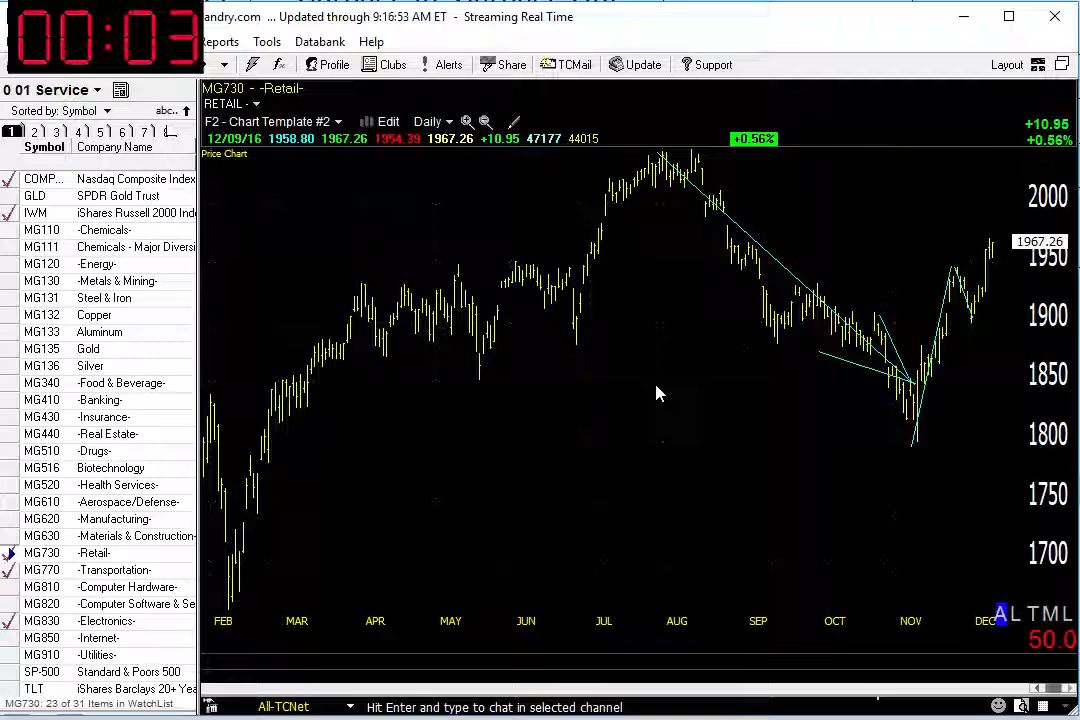 00:03
andry.com ... Updated through 9:16:53 AM ET - Streaming Real Time
eports Tools Databank Help
Profile Clubs Alerts Share TCMail Update Support Layout
0 01 Service
Sorted by: Symbol abc..
1 2 3 4 5 6 7
Symbol Company Name
COMP... Nasdaq Composite Index
GLD SPDR Gold Trust
IWM iShares Russell 2000 Ind
MG110 -Chemicals-
MG111 Chemicals - Major Diversi
MG120 -Energy-
MG130 -Metals & Mining-
MG131 Steel & Iron
MG132 Copper
MG133 Aluminum
MG135 Gold
MG136 Silver
MG340 -Food & Beverage-
MG410 -Banking-
MG430 -Insurance-
MG440 -Real Estate-
MG510 -Drugs-
MG516 Biotechnology
MG520 -Health Services-
MG610 -Aerospace/Defense-
MG620 -Manufacturing-
MG630 -Materials & Construction-
MG730 -Retail-
MG770 -Transportation-
MG810 -Computer Hardware-
MG820 -Computer Software & Se
MG830 -Electronics-
MG850 -Internet-
MG910 -Utilities-
SP-500 Standard & Poors 500
TLT iShares Barclays 20+ Yea
MG730: 23 of 31 Items in WatchList
MG730 - -Retail-
RETAIL -
F2 - Chart Template #2 Edit Daily
12/09/16 1958.80 1967.26 1954.39 1967.26 +10.95 47177 44015 +0.56%
+10.95
+0.56%
Price Chart
2000
1967.26
1950
1900
1850
1800
1750
1700
FEB MAR APR MAY JUN JUL AUG SEP OCT NOV DEC
A L T M L
50.0
All-TCNet Hit Enter and type to chat in selected channel